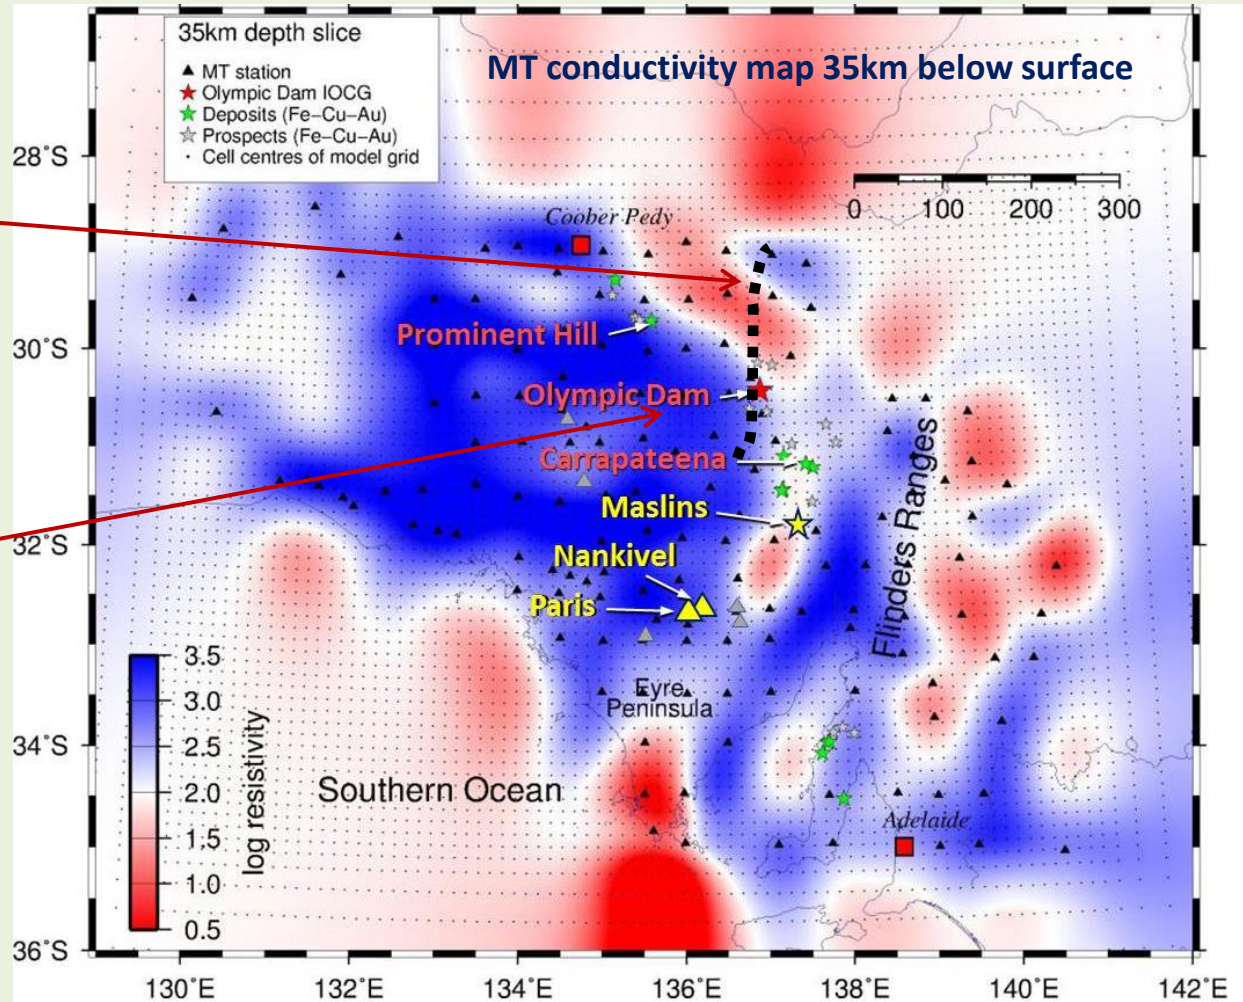 35km depth slice
MT station
Olympic Dam IOCG
Deposits (Fe-Cu-Au)
Prospects (Fe-Cu-Au)
Cell centres of model grid
MT conductivity map 35km below surface
0 100 200 300
28°S
30°S
32°S
34°S
36°S
Coober Pedy
Prominent Hill
Olympic Dam
Carrapateena
Maslins
Nankivel
Paris
Flinders Ranges
Eyre
Peninsula
Southern Ocean
Adelaide
3.5
3.0
2.5
2.0
1.5
1.0
0.5
log resistivity
130°E 132°E 134°E 136°E 138°E 140°E 142°E